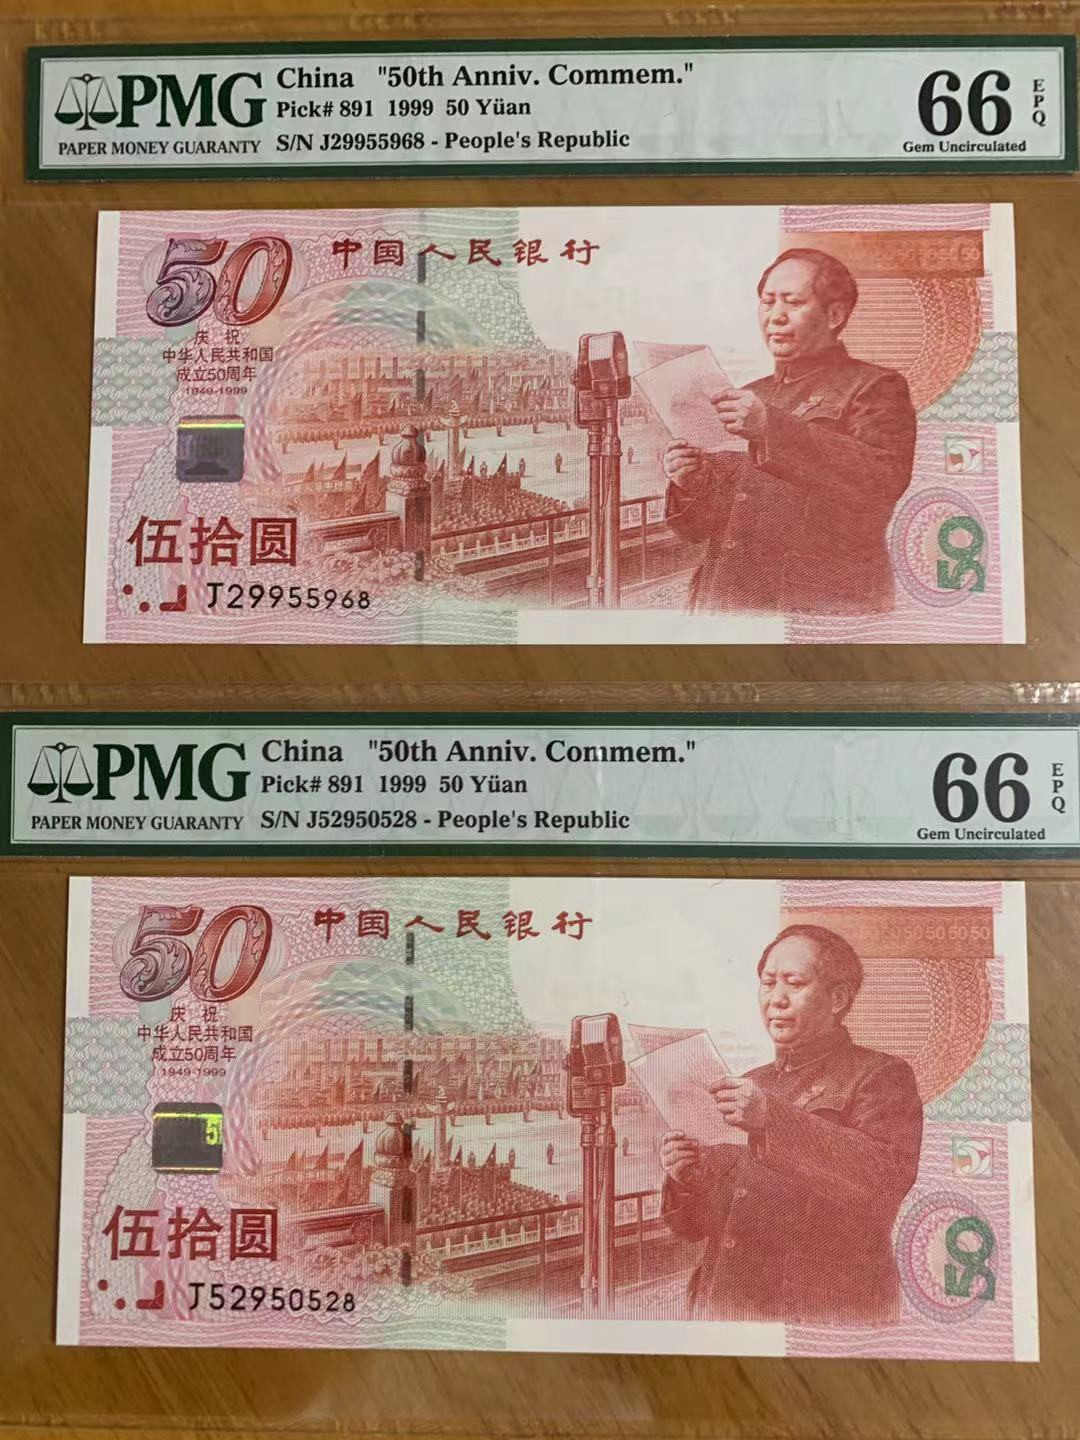 PMG
PAPER MONEY GUARANTY
China "50th Anniv. Commem."
Pick# 891 1999 50 Yüan
S/N J29955968 - People's Republic
66
EPQ
Gem Uncirculated
50
中国人民银行
庆祝
中华人民共和国
成立50周年
1949-1999
伍拾圆
J29955968
50
PMG
PAPER MONEY GUARANTY
China "50th Anniv. Commem."
Pick# 891 1999 50 Yüan
S/N J52950528 - People's Republic
66
EPQ
Gem Uncirculated
50
中国人民银行
50 50 50
庆祝
中华人民共和国
成立50周年
1949-1999
5
伍拾圆
J52950528
50